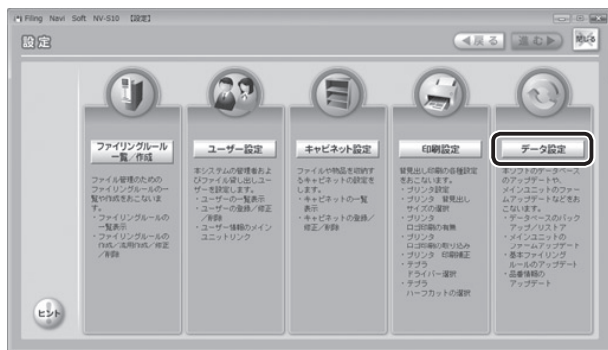 Filing Navi Soft NV-S10 【設定】
設定
戻る
進む
閉じる
ファイリングルール
一覧／作成
ファイル管理のための
ファイリングルールの一
覧や作成をおこないま
す。
・ファイリングルールの
一覧表示
・ファイリングルールの
作成／流用作成／修正
／削除
ユーザー設定
本システムの管理者およ
びファイル貸し出しユー
ザーを設定します。
・ユーザーの一覧表示
・ユーザーの登録／修正
／削除
・ユーザー情報のメイン
ユニットリンク
キャビネット設定
ファイルや物品を収納す
るキャビネットの設定を
します。
・キャビネットの一覧
表示
・キャビネットの登録／
修正／削除
印刷設定
背見出し印刷の各種設定
をおこないます。
・プリンタ設定
・プリンタ 背見出し
サイズの選択
・プリンタ
ロゴ印刷の有無
・プリンタ
ロゴ印刷の取り込み
・プリンタ 印刷補正
・テプラ
ドライバー選択
・テプラ
ハーフカットの選択
データ設定
本ソフトのデータベース
のアップデートや、
メインユニットのファー
ムアップデートなどをお
こないます。
・データベースのバック
アップ／リストア
・メインユニットの
ファームアップデート
・基本ファイリング
ルールのアップデート
・品番情報の
アップデート
ヒント